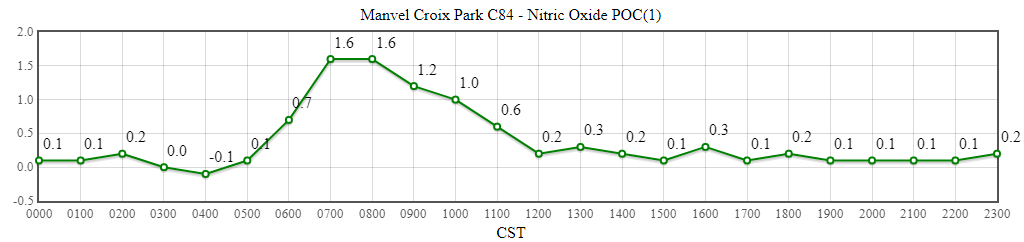 Manvel Croix Park C84 - Nitric Oxide POC(1)
2.0
1.5
1.0
0.5
0.0
-0.5
0.1 0.1 0.2 0.0 -0.1 0.1 0.7 1.6 1.6 1.2 1.0 0.6 0.2 0.3 0.2 0.1 0.3 0.1 0.2 0.1 0.1 0.1 0.1 0.2
0000 0100 0200 0300 0400 0500 0600 0700 0800 0900 1000 1100 1200 1300 1400 1500 1600 1700 1800 1900 2000 2100 2200 2300
CST